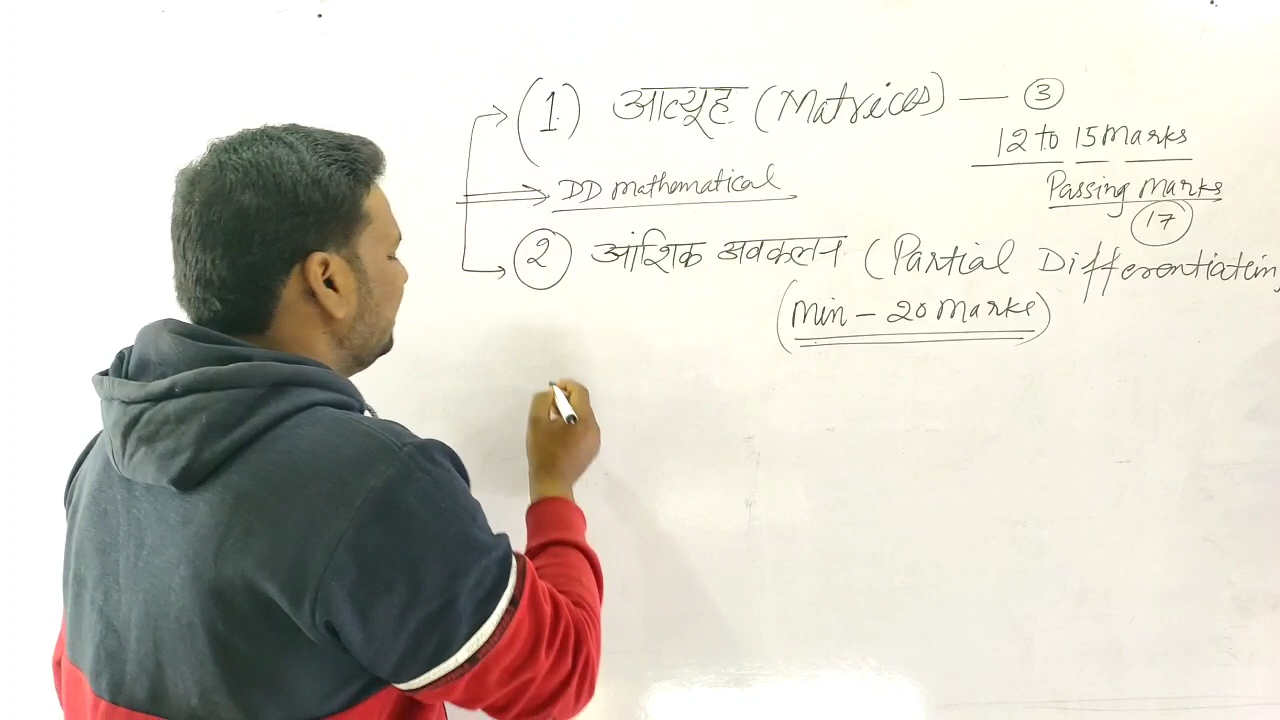 (1) आव्यूह (Matrices) — 3
12 to 15 Marks
DD mathematical
Passing marks
17
2 आंशिक अवकलन (Partial Differentiation)
(Min - 20 Marks)